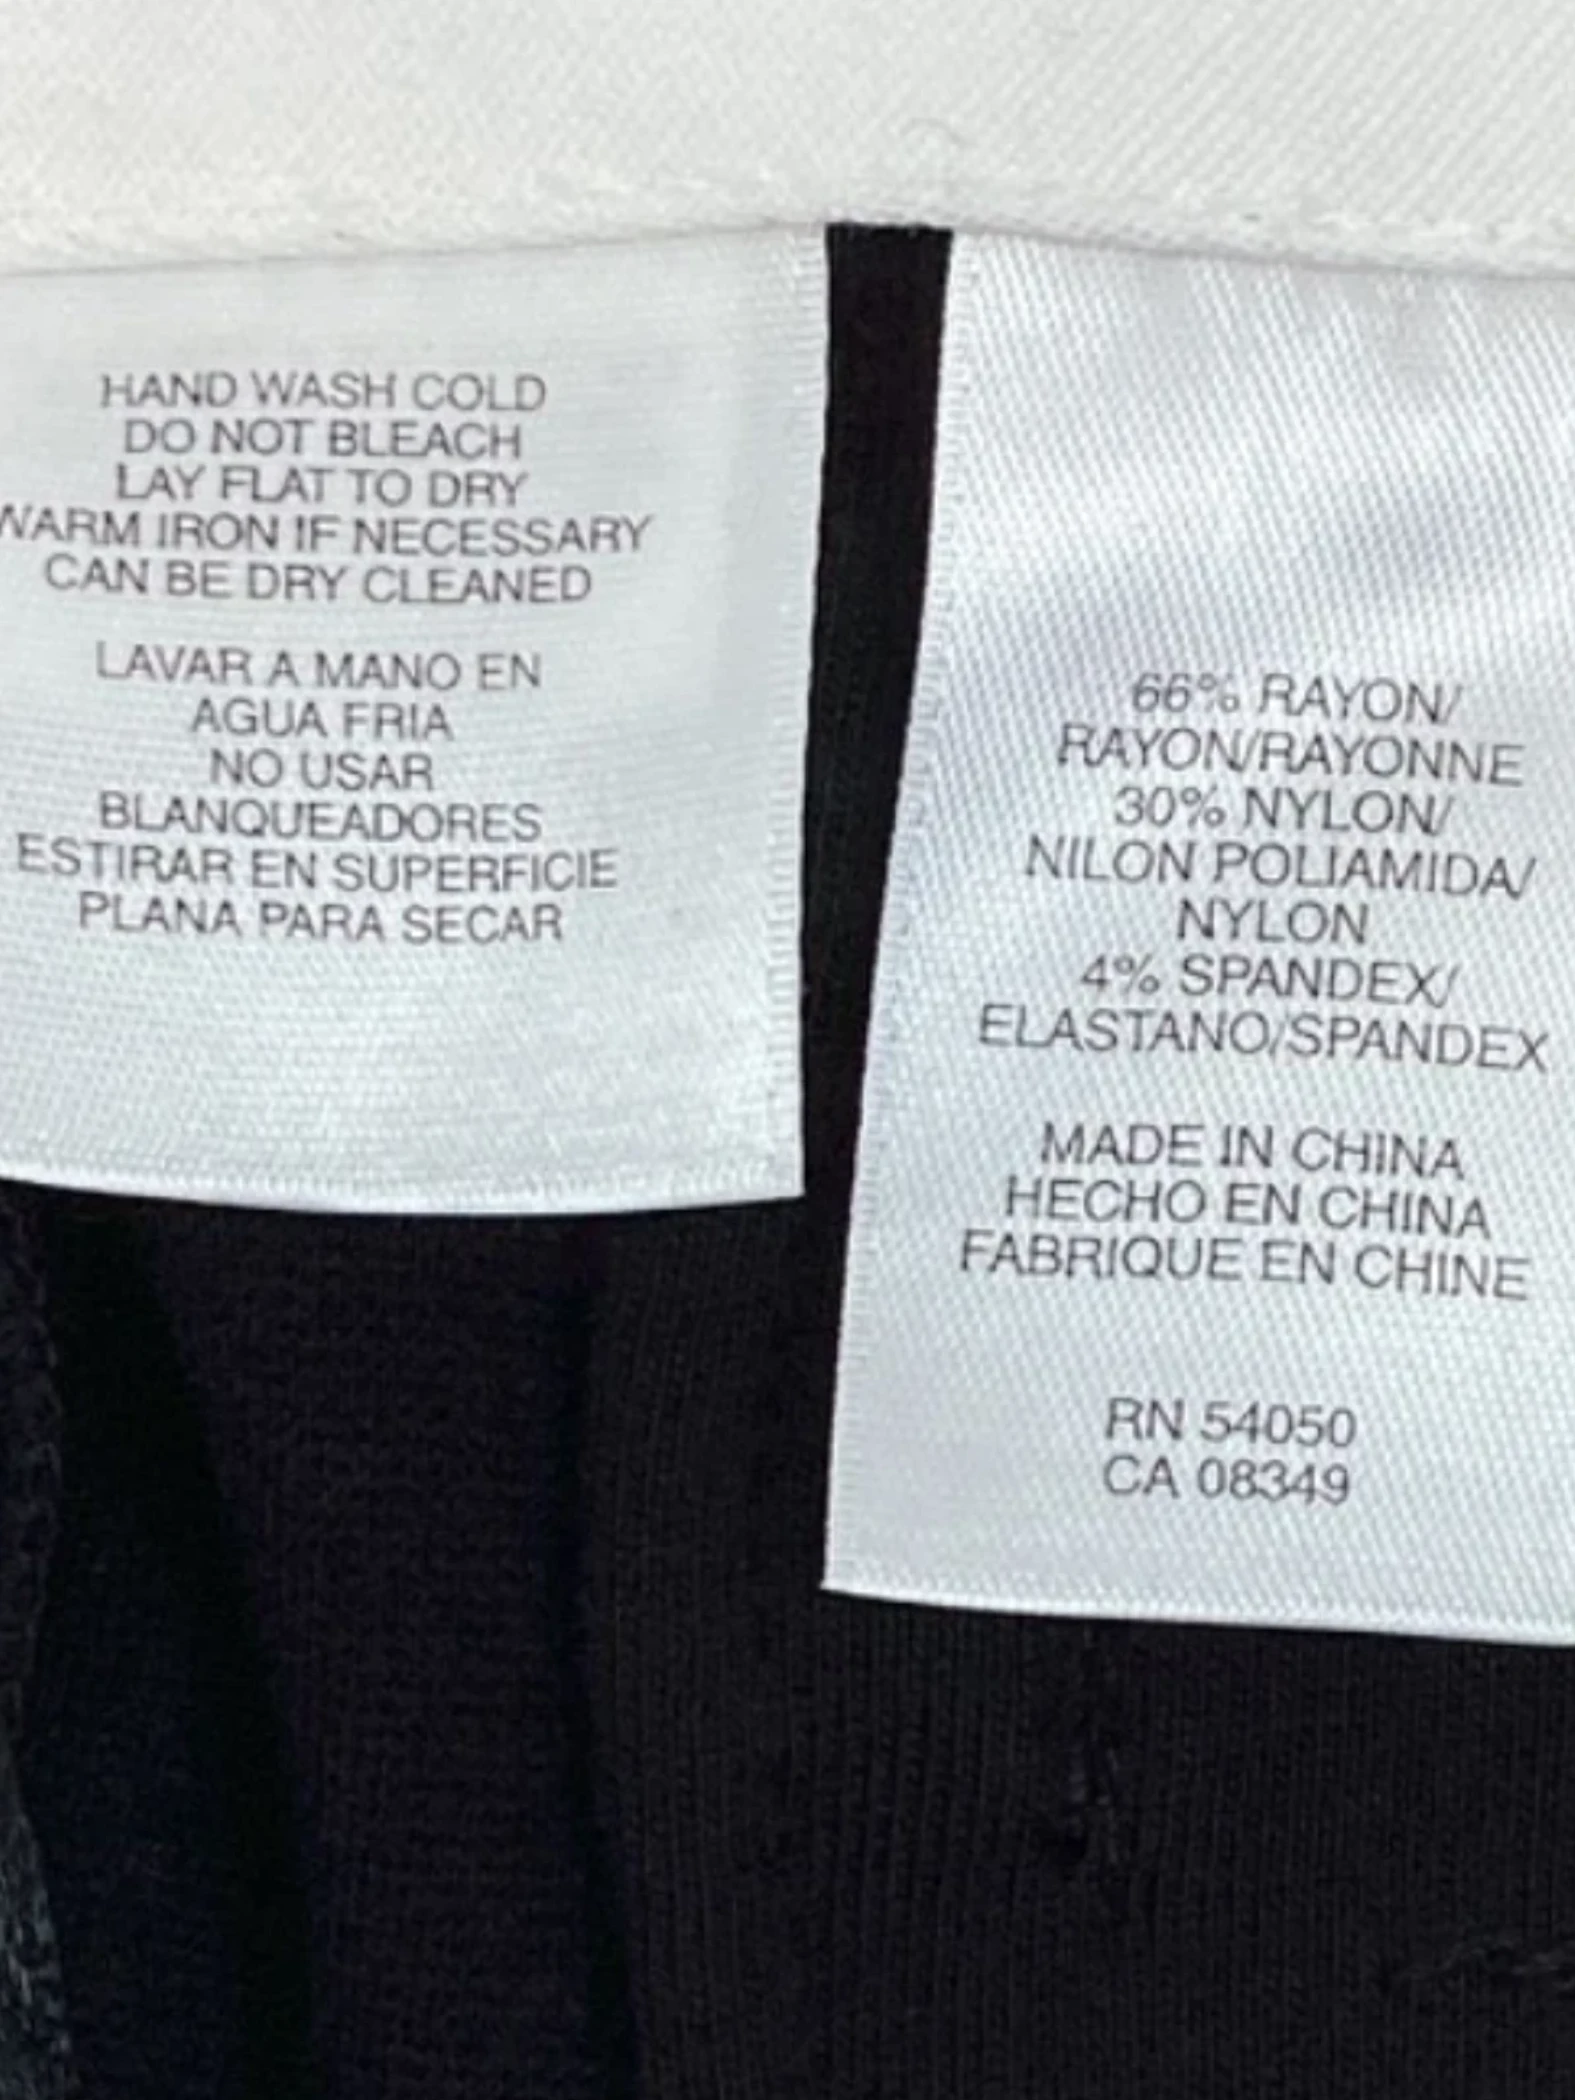 HAND WASH COLD
DO NOT BLEACH
LAY FLAT TO DRY
WARM IRON IF NECESSARY
CAN BE DRY CLEANED
LAVAR A MANO EN
AGUA FRIA
NO USAR
BLANQUEADORES
ESTIRAR EN SUPERFICIE
PLANA PARA SECAR
66% RAYON/
RAYON/RAYONNE
30% NYLON/
NILON POLIAMIDA/
NYLON
4% SPANDEX/
ELASTANO/SPANDEX
MADE IN CHINA
HECHO EN CHINA
FABRIQUE EN CHINE
RN 54050
CA 08349